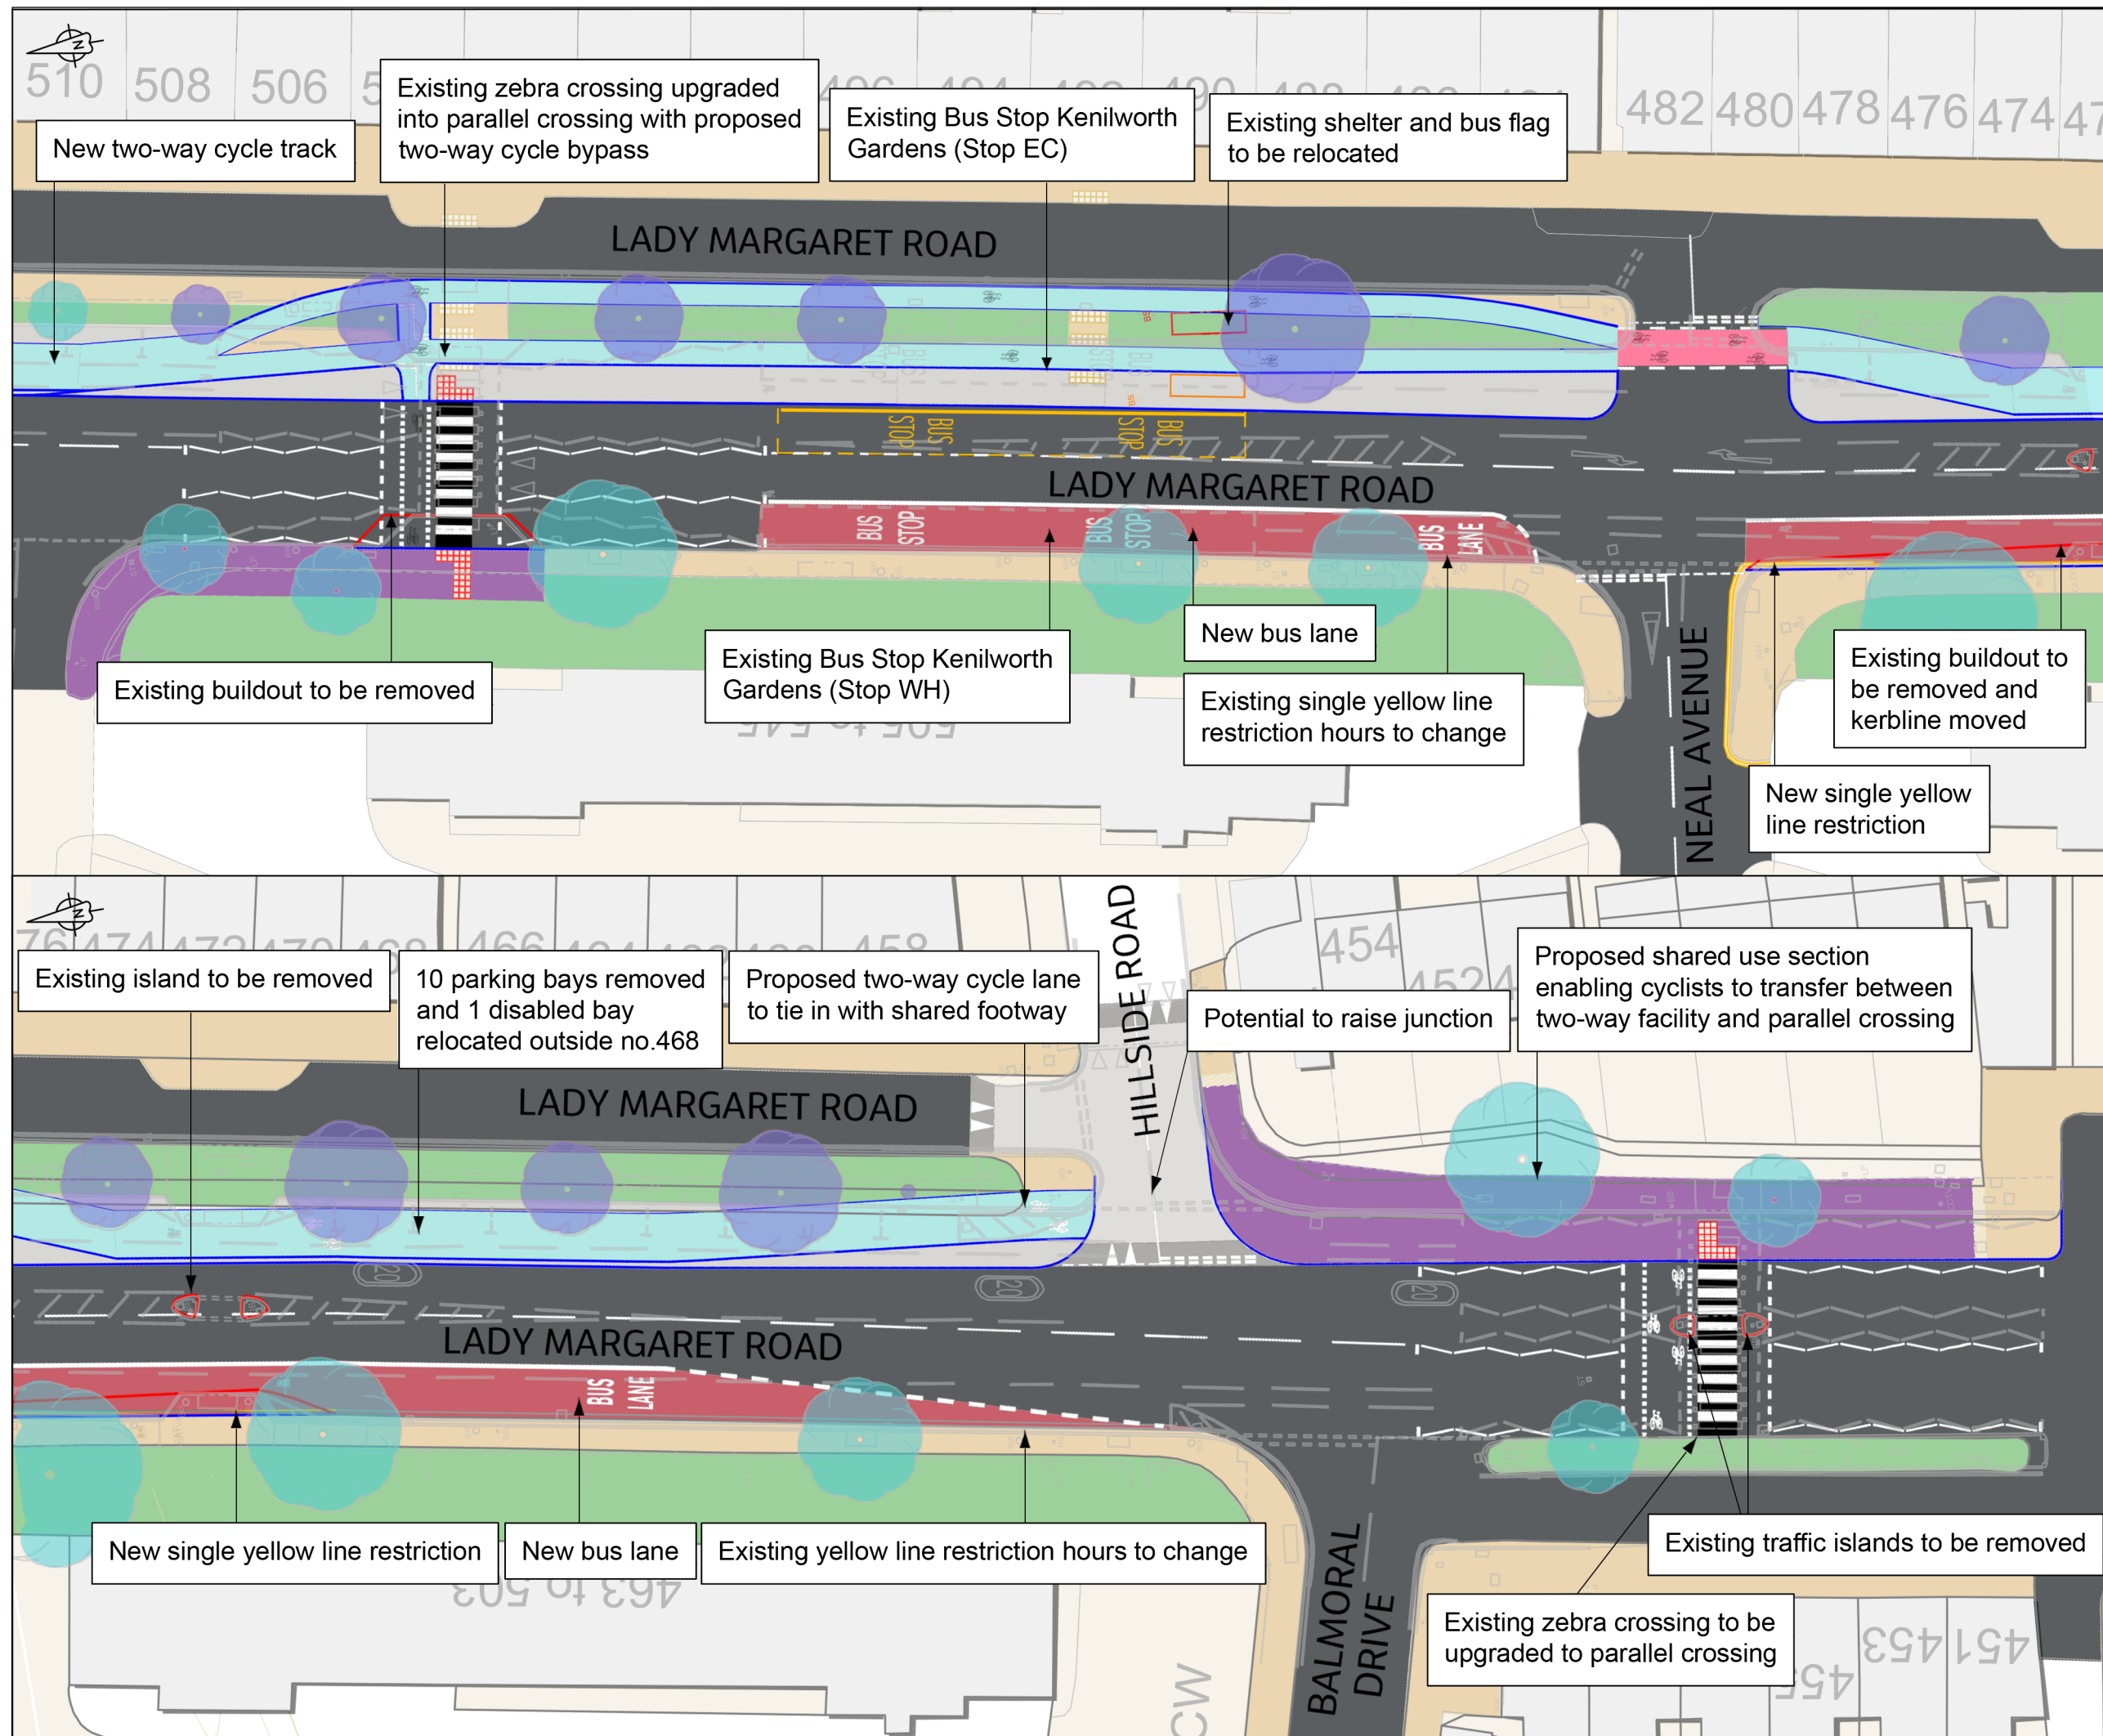 510
508
506
482
480
478
476
474
Existing zebra crossing upgraded
into parallel crossing with proposed
two-way cycle bypass
Existing Bus Stop Kenilworth
Gardens (Stop EC)
Existing shelter and bus flag
to be relocated
New two-way cycle track
LADY MARGARET ROAD
BUS
STOP
BUS
STOP
LADY MARGARET ROAD
BUS
STOP
BUS
STOP
BUS
LANE
New bus lane
Existing Bus Stop Kenilworth
Gardens (Stop WH)
Existing buildout to be removed
Existing single yellow line
restriction hours to change
Existing buildout to
be removed and
kerbline moved
NEAL AVENUE
New single yellow
line restriction
466
458
454
Existing island to be removed
10 parking bays removed
and 1 disabled bay
relocated outside no.468
Proposed two-way cycle lane
to tie in with shared footway
HILLSIDE ROAD
Potential to raise junction
Proposed shared use section
enabling cyclists to transfer between
two-way facility and parallel crossing
LADY MARGARET ROAD
20
20
20
LADY MARGARET ROAD
BUS
LANE
New single yellow line restriction
New bus lane
Existing yellow line restriction hours to change
Existing traffic islands to be removed
463 to 503
BALMORAL
DRIVE
Existing zebra crossing to be
upgraded to parallel crossing
453
451
CW